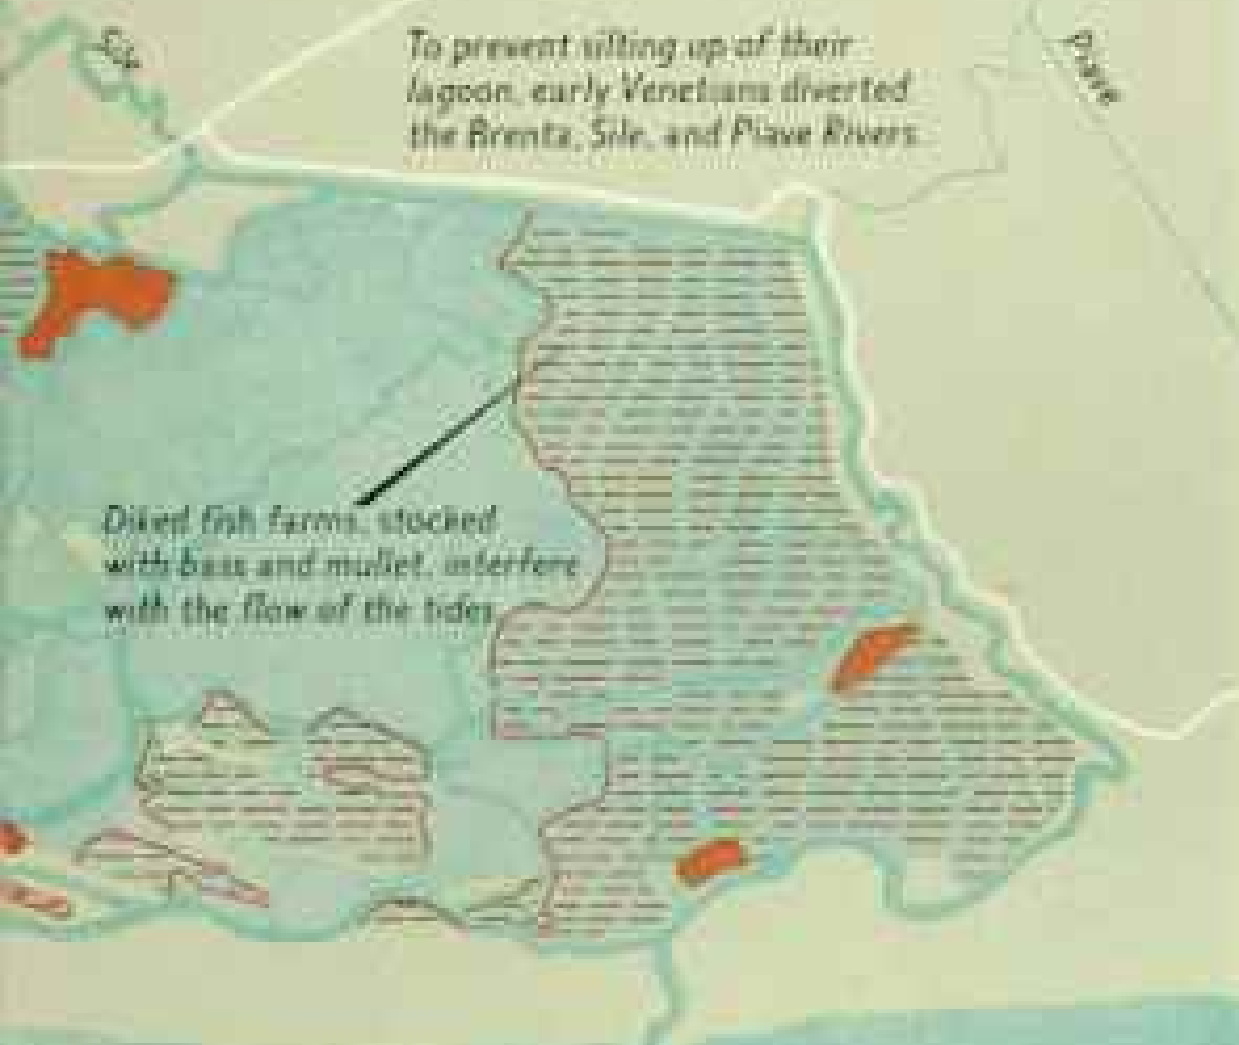 Sile
To prevent silting up of their
lagoon, early Venetians diverted
the Brenta, Sile, and Piave Rivers
Piave
Diked fish farms, stocked
with bass and mullet, interfere
with the flow of the tides